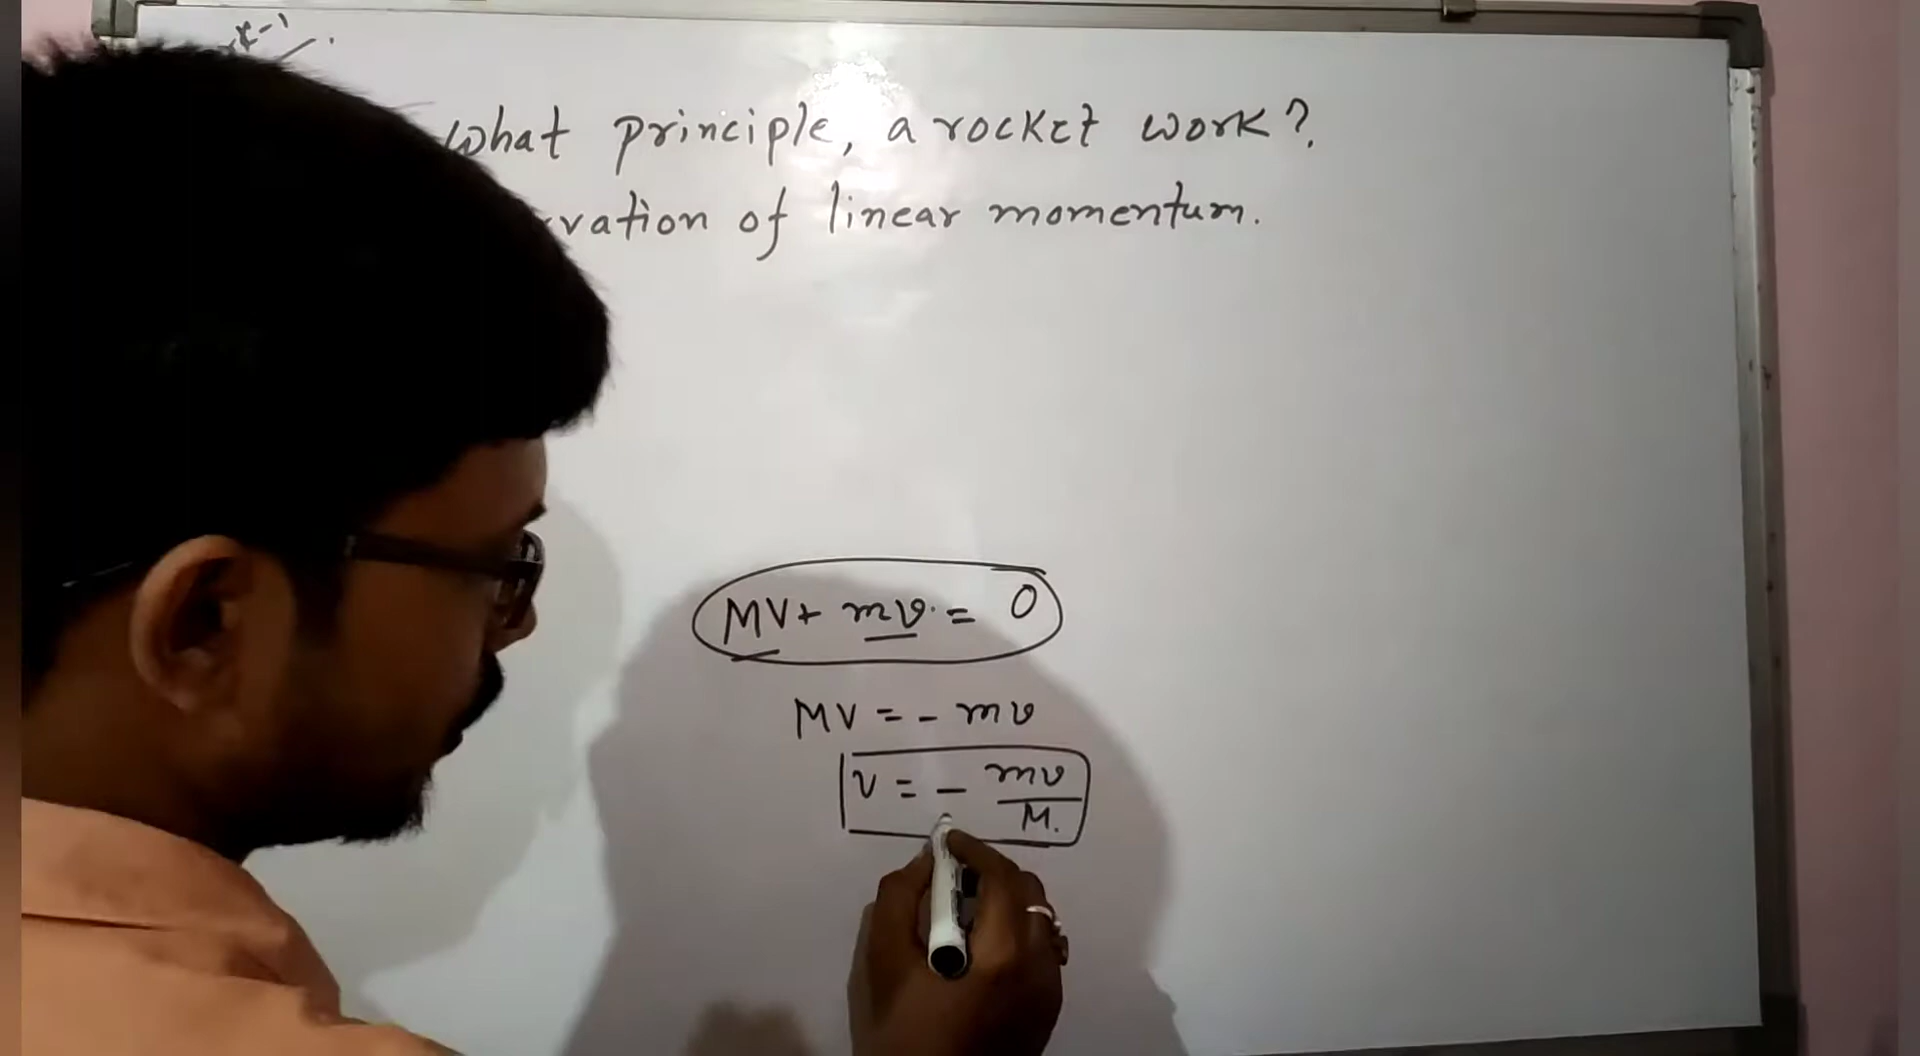 what principle, a rocket work?
vation of linear momentum.
MV + mv = 0
MV = - mv
V = - mv/M.